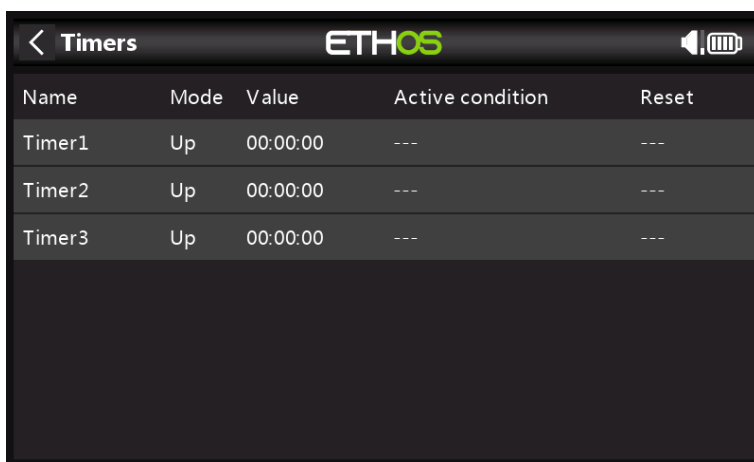 Timers ETHOS
Name Mode Value Active condition Reset
Timer1 Up 00:00:00 --- ---
Timer2 Up 00:00:00 --- ---
Timer3 Up 00:00:00 --- ---